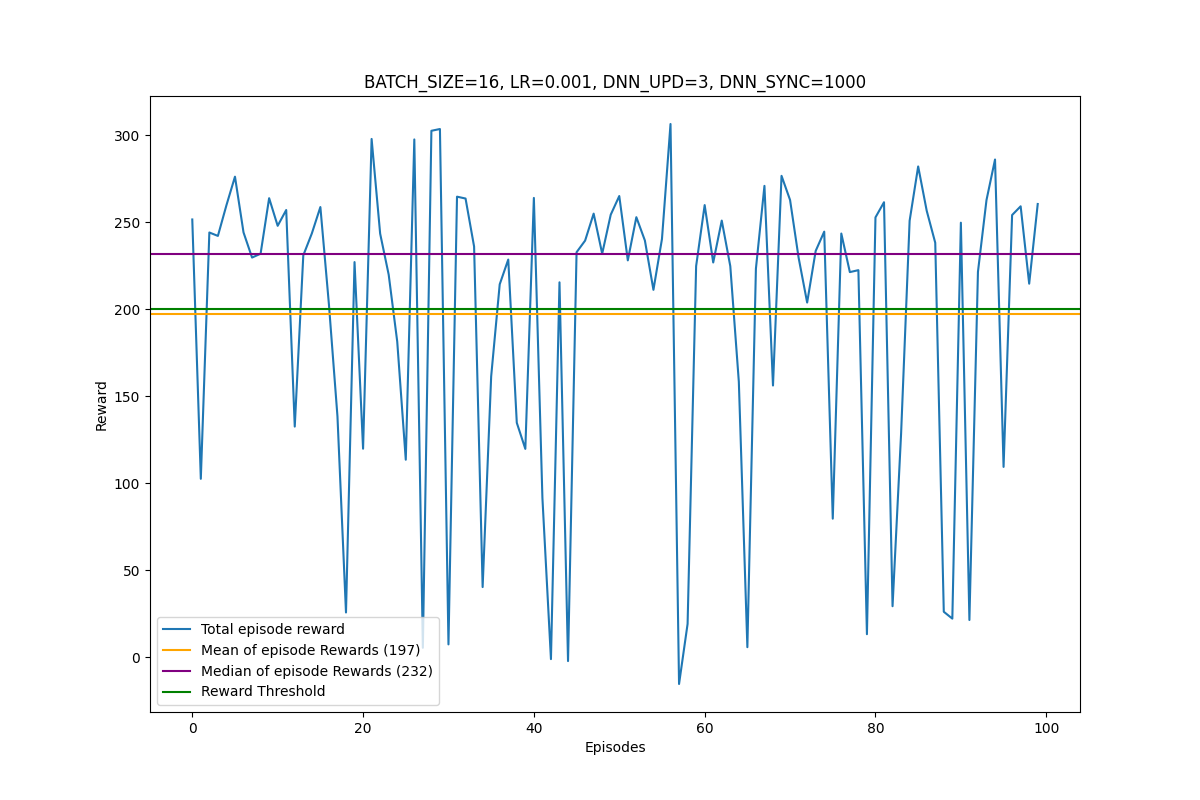 BATCH_SIZE=16, LR=0.001, DNN_UPD=3, DNN_SYNC=1000
Reward
300
250
200
150
100
50
0
Total episode reward
Mean of episode Rewards (197)
Median of episode Rewards (232)
Reward Threshold
0 20 40 60 80 100
Episodes